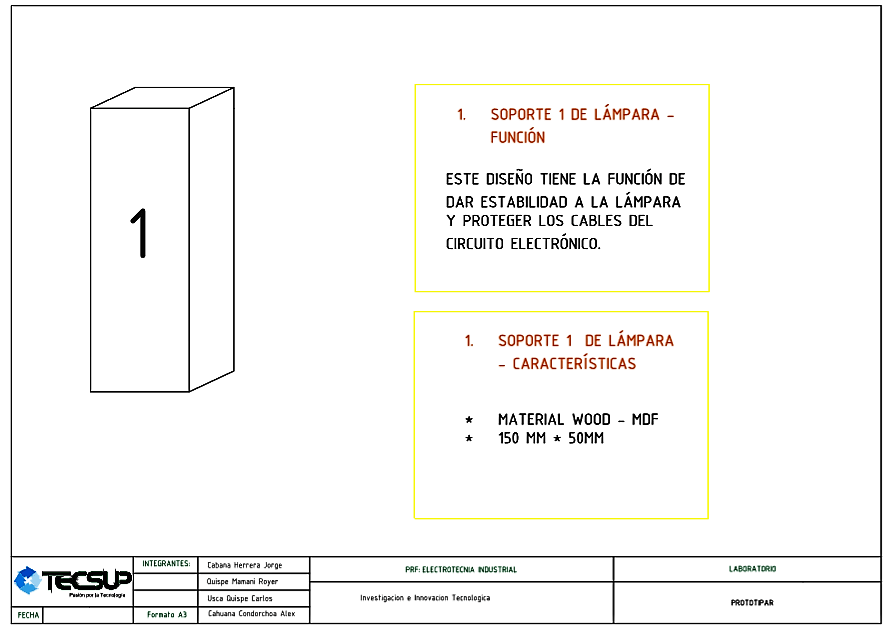 1
1. SOPORTE 1 DE LÁMPARA –
FUNCIÓN
ESTE DISEÑO TIENE LA FUNCIÓN DE
DAR ESTABILIDAD A LA LÁMPARA
Y PROTEGER LOS CABLES DEL
CIRCUITO ELECTRÓNICO.
1. SOPORTE 1 DE LÁMPARA
– CARACTERÍSTICAS
* MATERIAL WOOD – MDF
* 150 MM * 50MM
TECSUP
Pasión por la Tecnología
FECHA
INTEGRANTES:
Formato A3
Cabana Herrera Jorge
Quispe Mamani Royer
Usca Quispe Carlos
Cahuana Condorchoa Alex
PRF: ELECTROTECNIA INDUSTRIAL
Investigacion e Innovacion Tecnologica
LABORATORIO
PROTOTIPAR